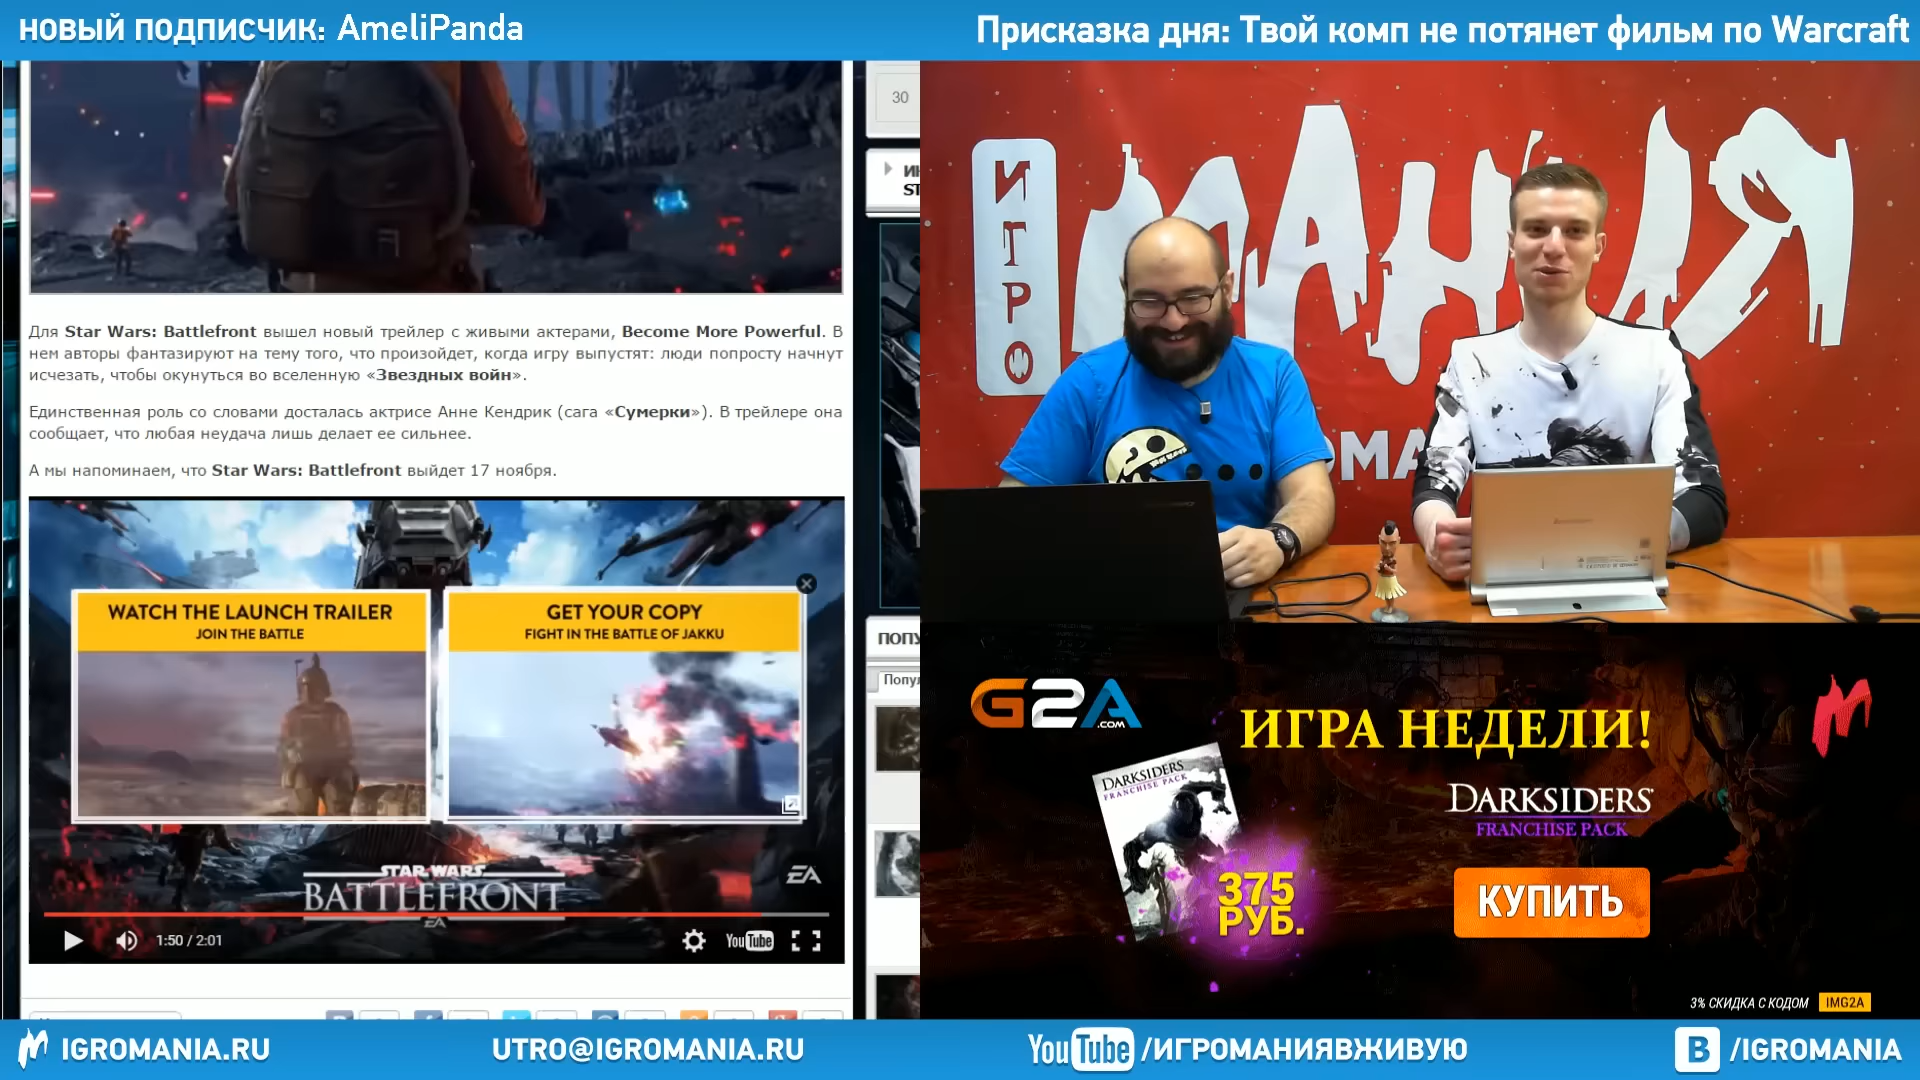 новый подписчик: AmeliPanda
Присказка дня: Твой комп не потянет фильм по Warcraft
30
Для Star Wars: Battlefront вышел новый трейлер с живыми актерами, Become More Powerful. В
нем авторы фантазируют на тему того, что произойдет, когда игру выпустят: люди попросту начнут
исчезать, чтобы окунуться во вселенную «Звездных войн».
Единственная роль со словами досталась актрисе Анне Кендрик (сага «Сумерки»). В трейлере она
сообщает, что любая неудача лишь делает ее сильнее.
А мы напоминаем, что Star Wars: Battlefront выйдет 17 ноября.
WATCH THE LAUNCH TRAILER
JOIN THE BATTLE
GET YOUR COPY
FIGHT IN THE BATTLE OF JAKKU
STAR WARS
BATTLEFRONT
EA
EA
1:50 / 2:01
YouTube
ИГРО
МАНИЯ
G2A
.COM
ИГРА НЕДЕЛИ!
DARKSIDERS
FRANCHISE PACK
DARKSIDERS
FRANCHISE PACK
375
РУБ.
КУПИТЬ
3% СКИДКА С КОДОМ IMG2A
IGROMANIA.RU
UTRO@IGROMANIA.RU
YouTube /ИГРОМАНИЯВЖИВУЮ
В /IGROMANIA